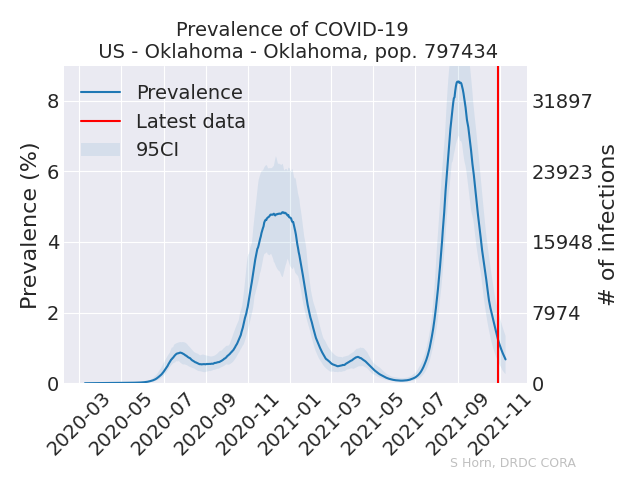 Prevalence of COVID-19
US - Oklahoma - Oklahoma, pop. 797434
Prevalence
Latest data
95CI
Prevalence (%)
8
6
4
2
0
31897
23923
15948
7974
0
# of infections
2020-03
2020-05
2020-07
2020-09
2020-11
2021-01
2021-03
2021-05
2021-07
2021-09
2021-11
S Horn, DRDC CORA